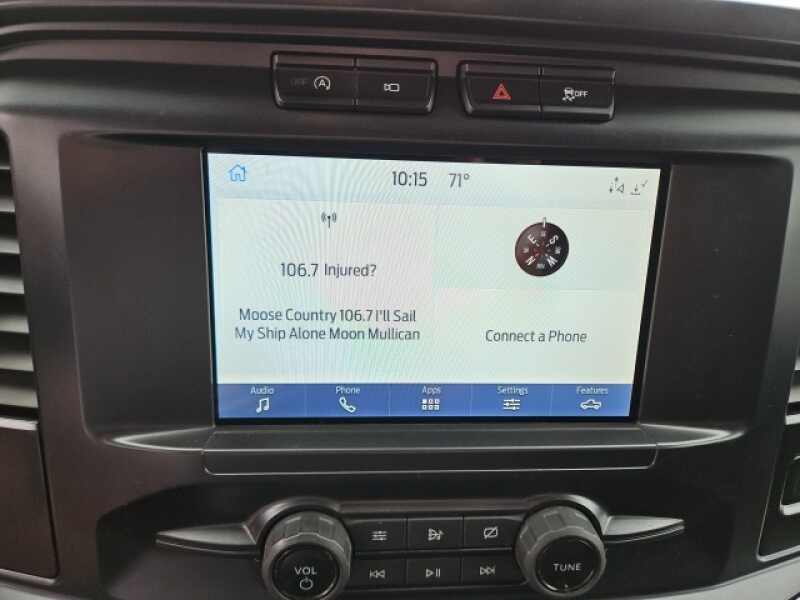 OFF A
OFF
10:15 71°
106.7 Injured?
Moose Country 106.7 I'll Sail
My Ship Alone Moon Mullican
N E S W
Connect a Phone
Audio Phone Apps Settings Features
VOL
TUNE